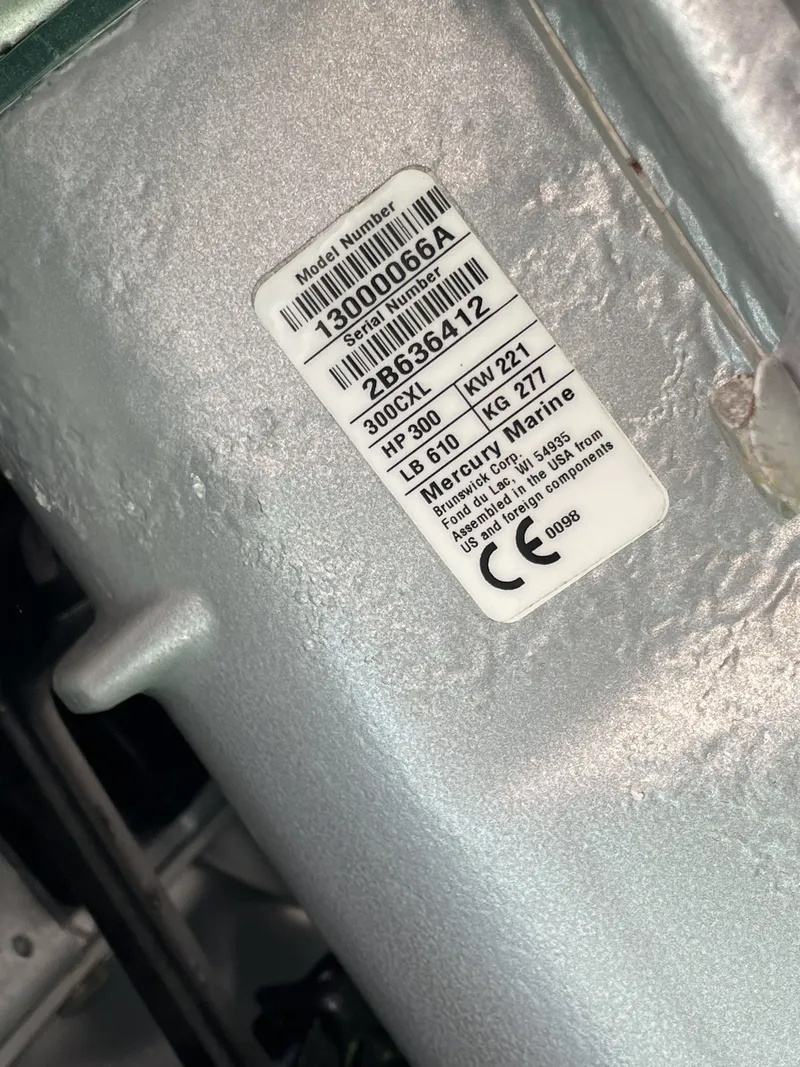 Model Number
13000066A
Serial Number
2B636412
300CXL KW 221
HP 300 KG 277
LB 610
Mercury Marine
Brunswick Corp.
Fond du Lac, WI 54935
Assembled in the USA from
US and foreign components
CE 0098